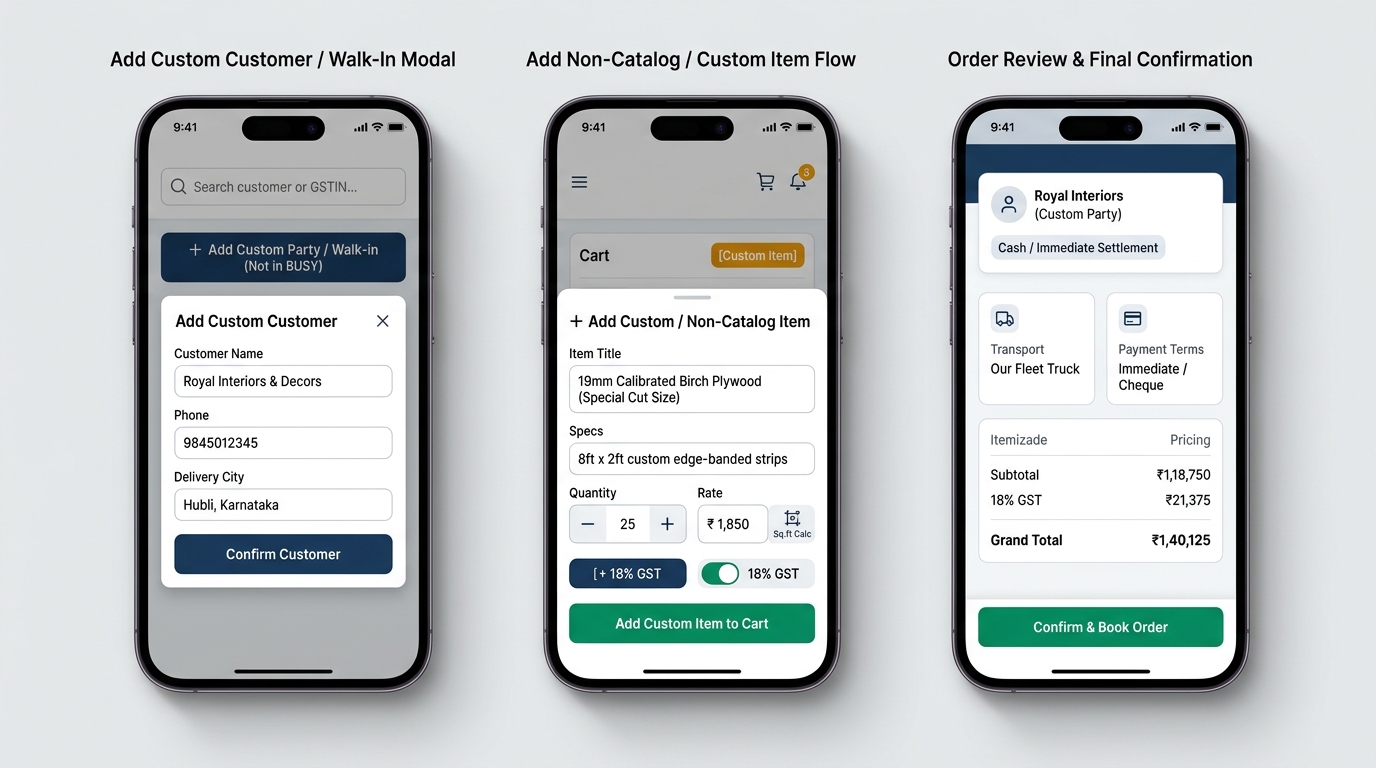 Add Custom Customer / Walk-In Modal
9:41
Search customer or GSTIN...
+ Add Custom Party / Walk-in
(Not in BUSY)
Add Custom Customer
Customer Name
Royal Interiors & Decors
Phone
9845012345
Delivery City
Hubli, Karnataka
Confirm Customer
Add Non-Catalog / Custom Item Flow
9:41
8
Cart
[Custom Item]
+ Add Custom / Non-Catalog Item
Item Title
19mm Calibrated Birch Plywood
(Special Cut Size)
Specs
8ft x 2ft custom edge-banded strips
Quantity
Rate
− 25 +
₹ 1,850
Sq.ft Calc
[+ 18% GST
18% GST
Add Custom Item to Cart
Order Review & Final Confirmation
9:41
Royal Interiors
(Custom Party)
Cash / Immediate Settlement
Transport
Our Fleet Truck
Payment Terms
Immediate /
Cheque
Itemizade Pricing
Subtotal ₹1,18,750
18% GST ₹21,375
Grand Total ₹1,40,125
Confirm & Book Order